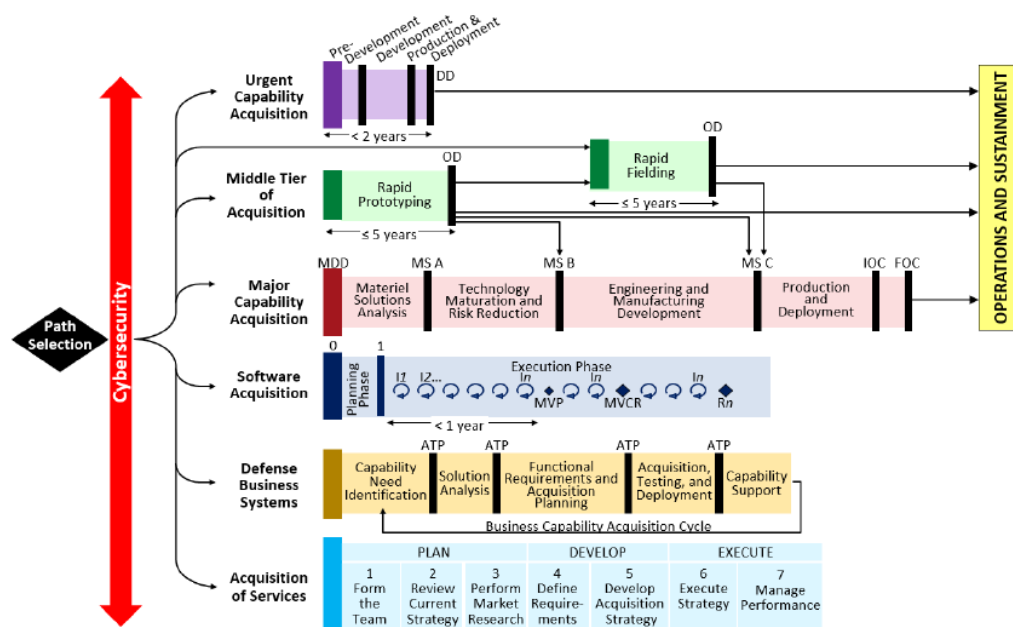 Pre-
Development
Development
Production &
Deployment
Urgent
Capability
Acquisition
DD
< 2 years
OD
Rapid
Fielding
≤ 5 years
Middle Tier
of
Acquisition
OD
Rapid
Prototyping
≤ 5 years
MDD
MS A
MS B
MS C
IOC
FOC
Major
Capability
Acquisition
Materiel
Solutions
Analysis
Technology
Maturation and
Risk Reduction
Engineering and
Manufacturing
Development
Production
and
Deployment
OPERATIONS AND SUSTAINMENT
Path
Selection
Cybersecurity
0
1
Software
Acquisition
Planning
Phase
Execution Phase
I1
I2...
In
In
In
MVP
MVCR
Rn
< 1 year
ATP
ATP
ATP
ATP
Defense
Business
Systems
Capability
Need
Identification
Solution
Analysis
Functional
Requirements and
Acquisition
Planning
Acquisition,
Testing, and
Deployment
Capability
Support
Business Capability Acquisition Cycle
Acquisition
of Services
PLAN
DEVELOP
EXECUTE
1
Form
the
Team
2
Review
Current
Strategy
3
Perform
Market
Research
4
Define
Require-
ments
5
Develop
Acquisition
Strategy
6
Execute
Strategy
7
Manage
Performance